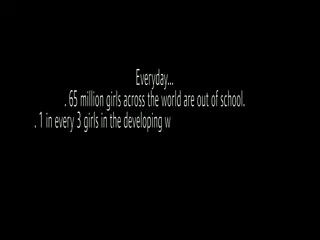 Everyday...
. 65 million girls across the world are out of school.
. 1 in every 3 girls in the developing w